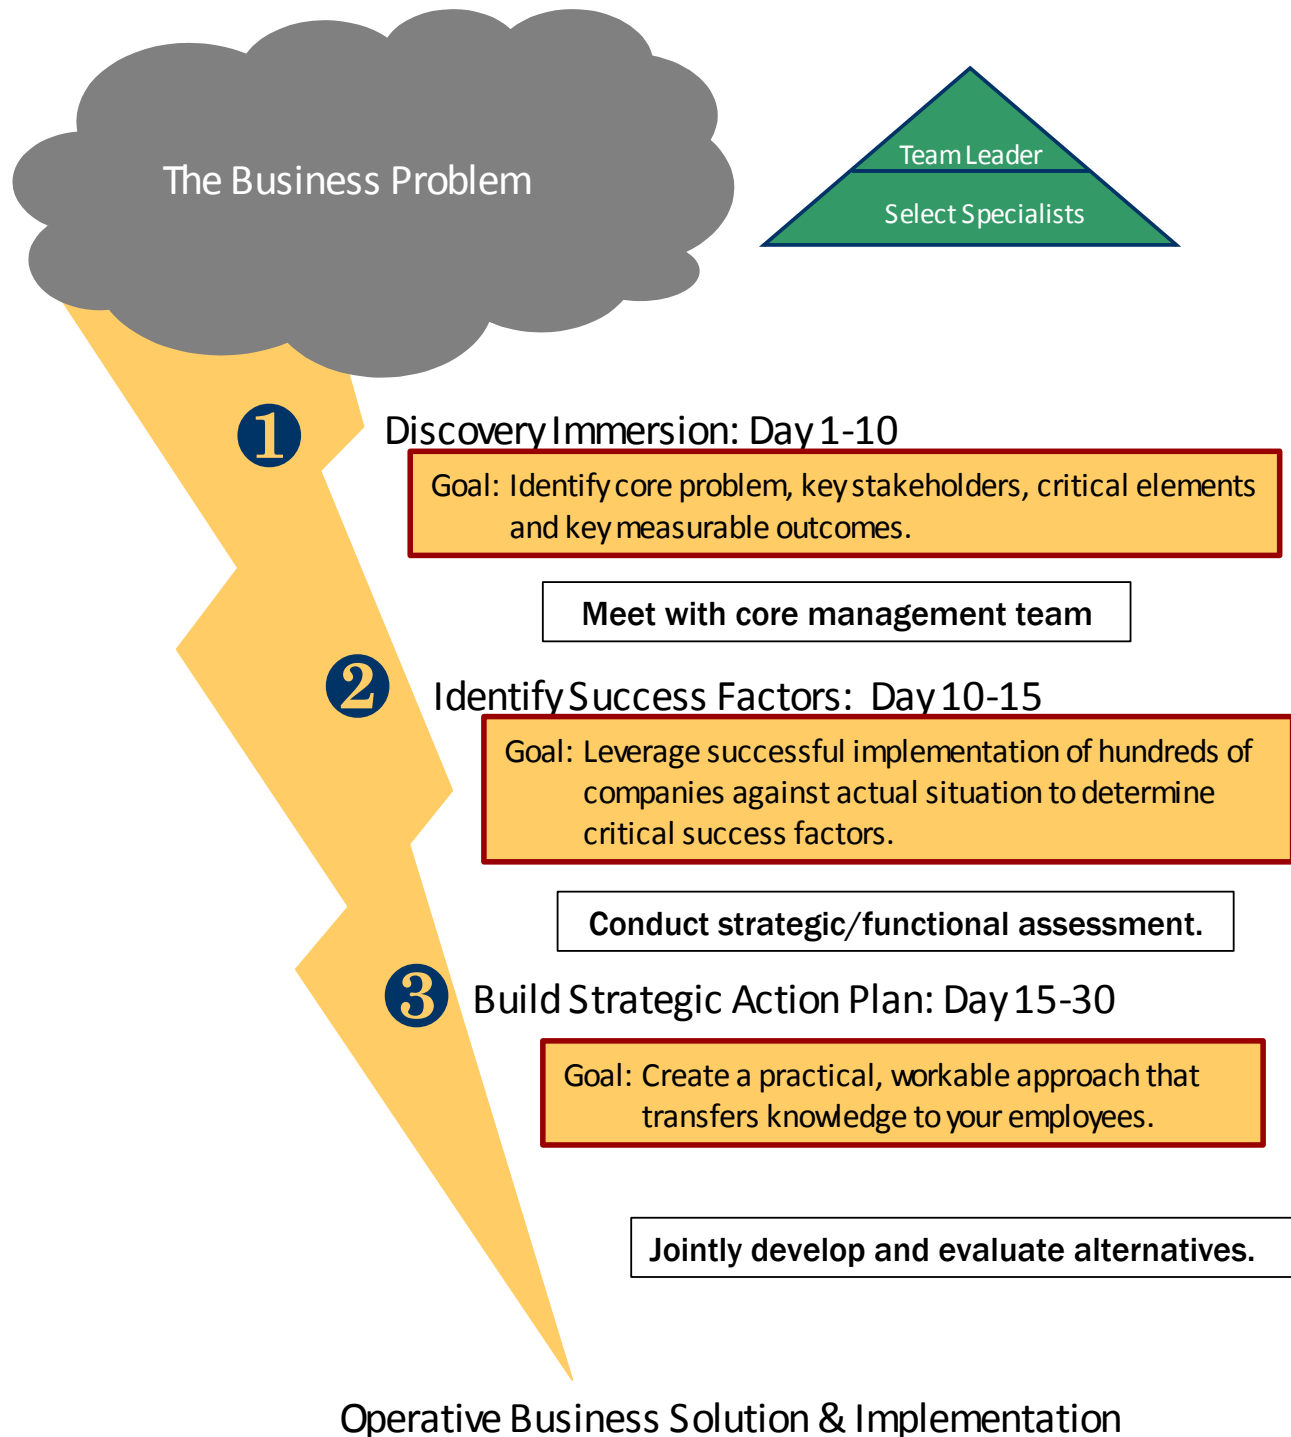 The Business Problem
Team Leader
Select Specialists
1
Discovery Immersion: Day 1-10
Goal: Identify core problem, key stakeholders, critical elements
and key measurable outcomes.
Meet with core management team
2
Identify Success Factors: Day 10-15
Goal: Leverage successful implementation of hundreds of
companies against actual situation to determine
critical success factors.
Conduct strategic/functional assessment.
3
Build Strategic Action Plan: Day 15-30
Goal: Create a practical, workable approach that
transfers knowledge to your employees.
Jointly develop and evaluate alternatives.
Operative Business Solution & Implementation